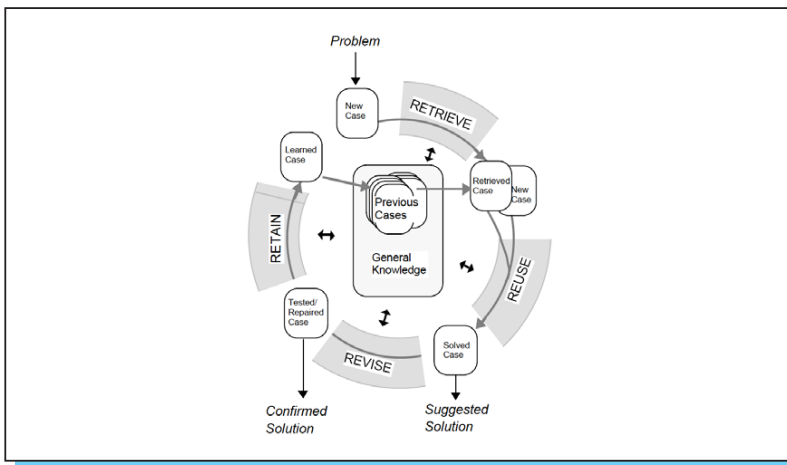 Problem
New
Case
RETRIEVE
Learned
Case
Retrieved
Case
New
Case
Previous
Cases
General
Knowledge
RETAIN
REUSE
Tested/
Repaired
Case
REVISE
Solved
Case
Confirmed
Solution
Suggested
Solution